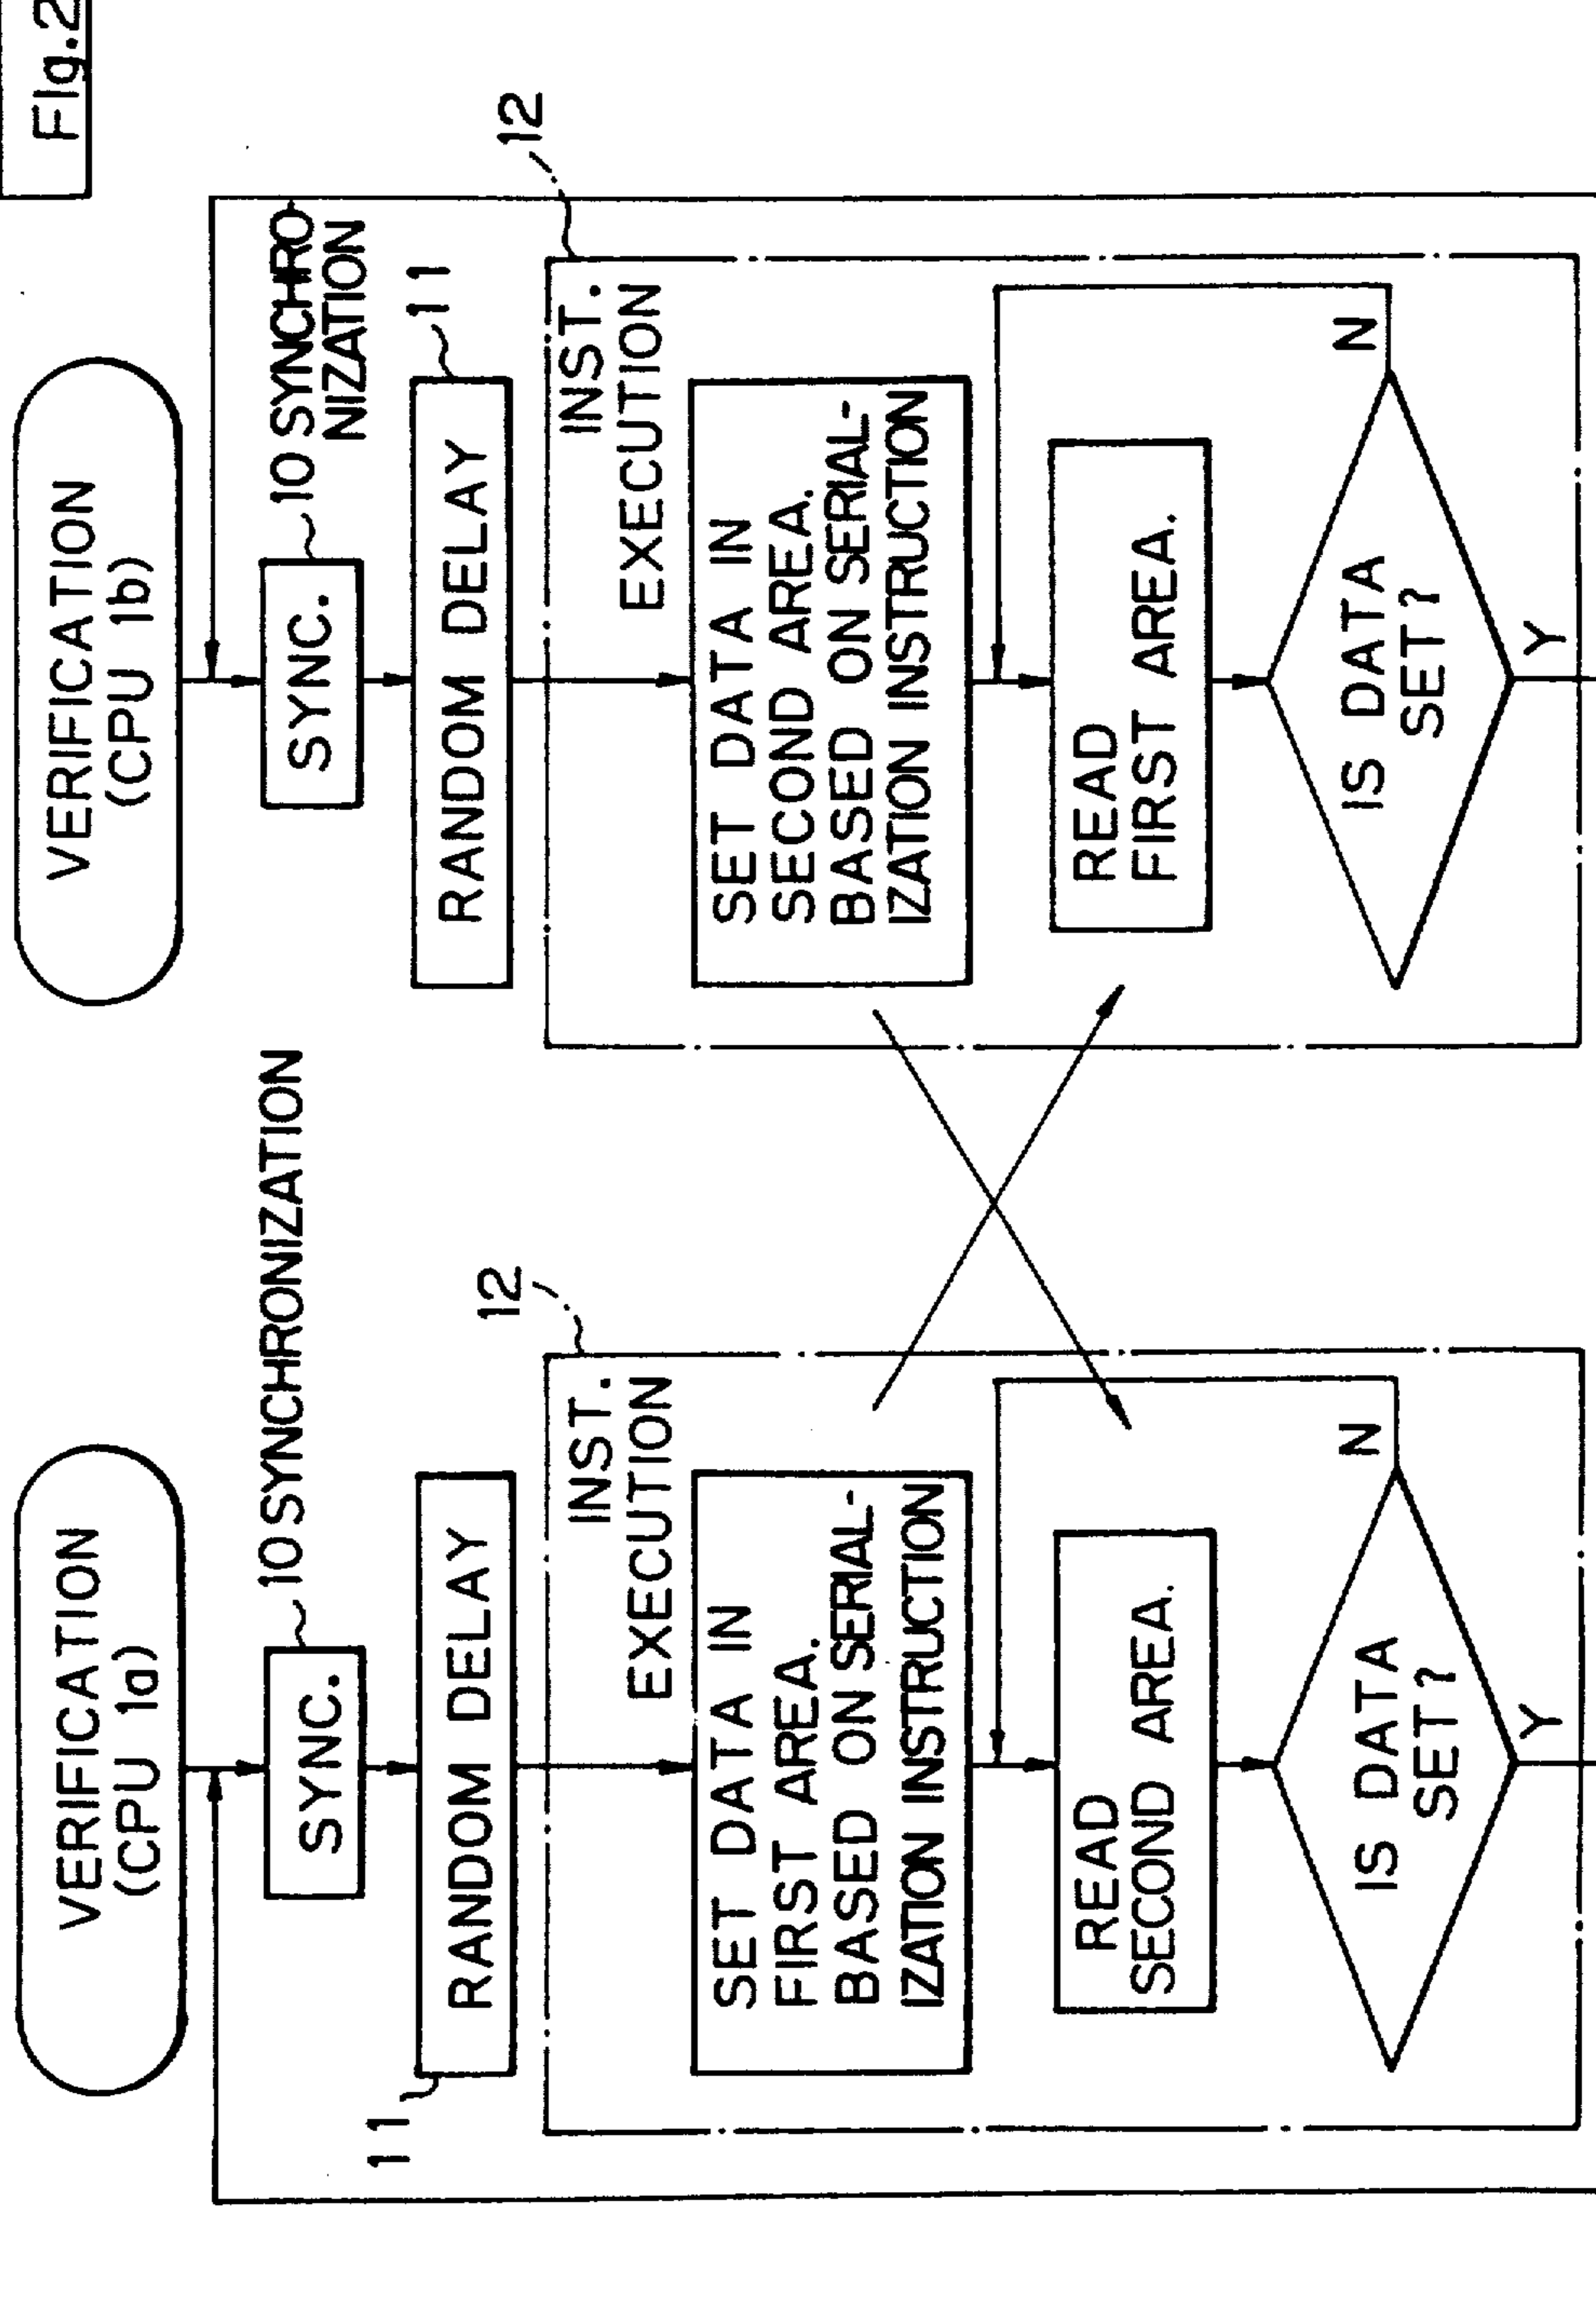 FIg.2
VERIFICATION
(CPU 1a)
10 SYNCHRONIZATION
SYNC.
11
RANDOM DELAY
12
INST.
EXECUTION
SET DATA IN
FIRST AREA.
BASED ON SERIAL-
IZATION INSTRUCTION
READ
SECOND AREA.
IS DATA
SET?
N
Y
VERIFICATION
(CPU 1b)
10 SYNCHRO
NIZATION
SYNC.
11
RANDOM DELAY
12
INST.
EXECUTION
SET DATA IN
SECOND AREA.
BASED ON SERIAL-
IZATION INSTRUCTION
READ
FIRST AREA.
IS DATA
SET?
N
Y